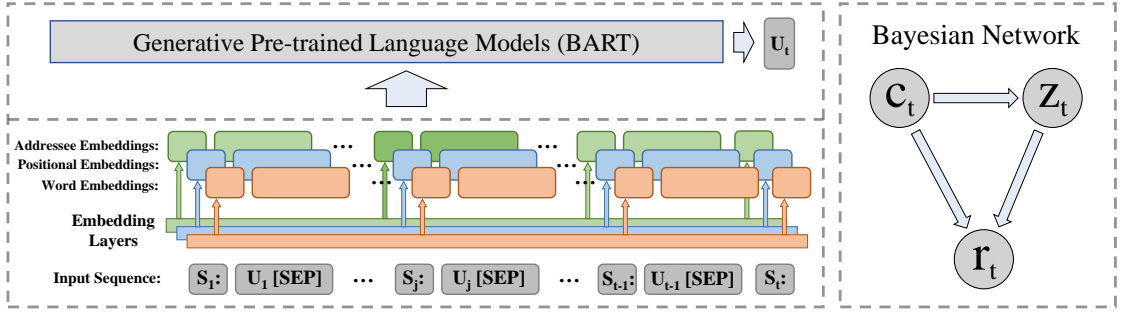 Generative Pre-trained Language Models (BART)
U_t
Addressee Embeddings: ... ...
Positional Embeddings: ... ...
Word Embeddings: ... ...
Embedding
Layers
Input Sequence: S_1: U_1 [SEP] ... S_j: U_j [SEP] ... S_t-1: U_t-1 [SEP] S_t:
Bayesian Network
c_t z_t
r_t